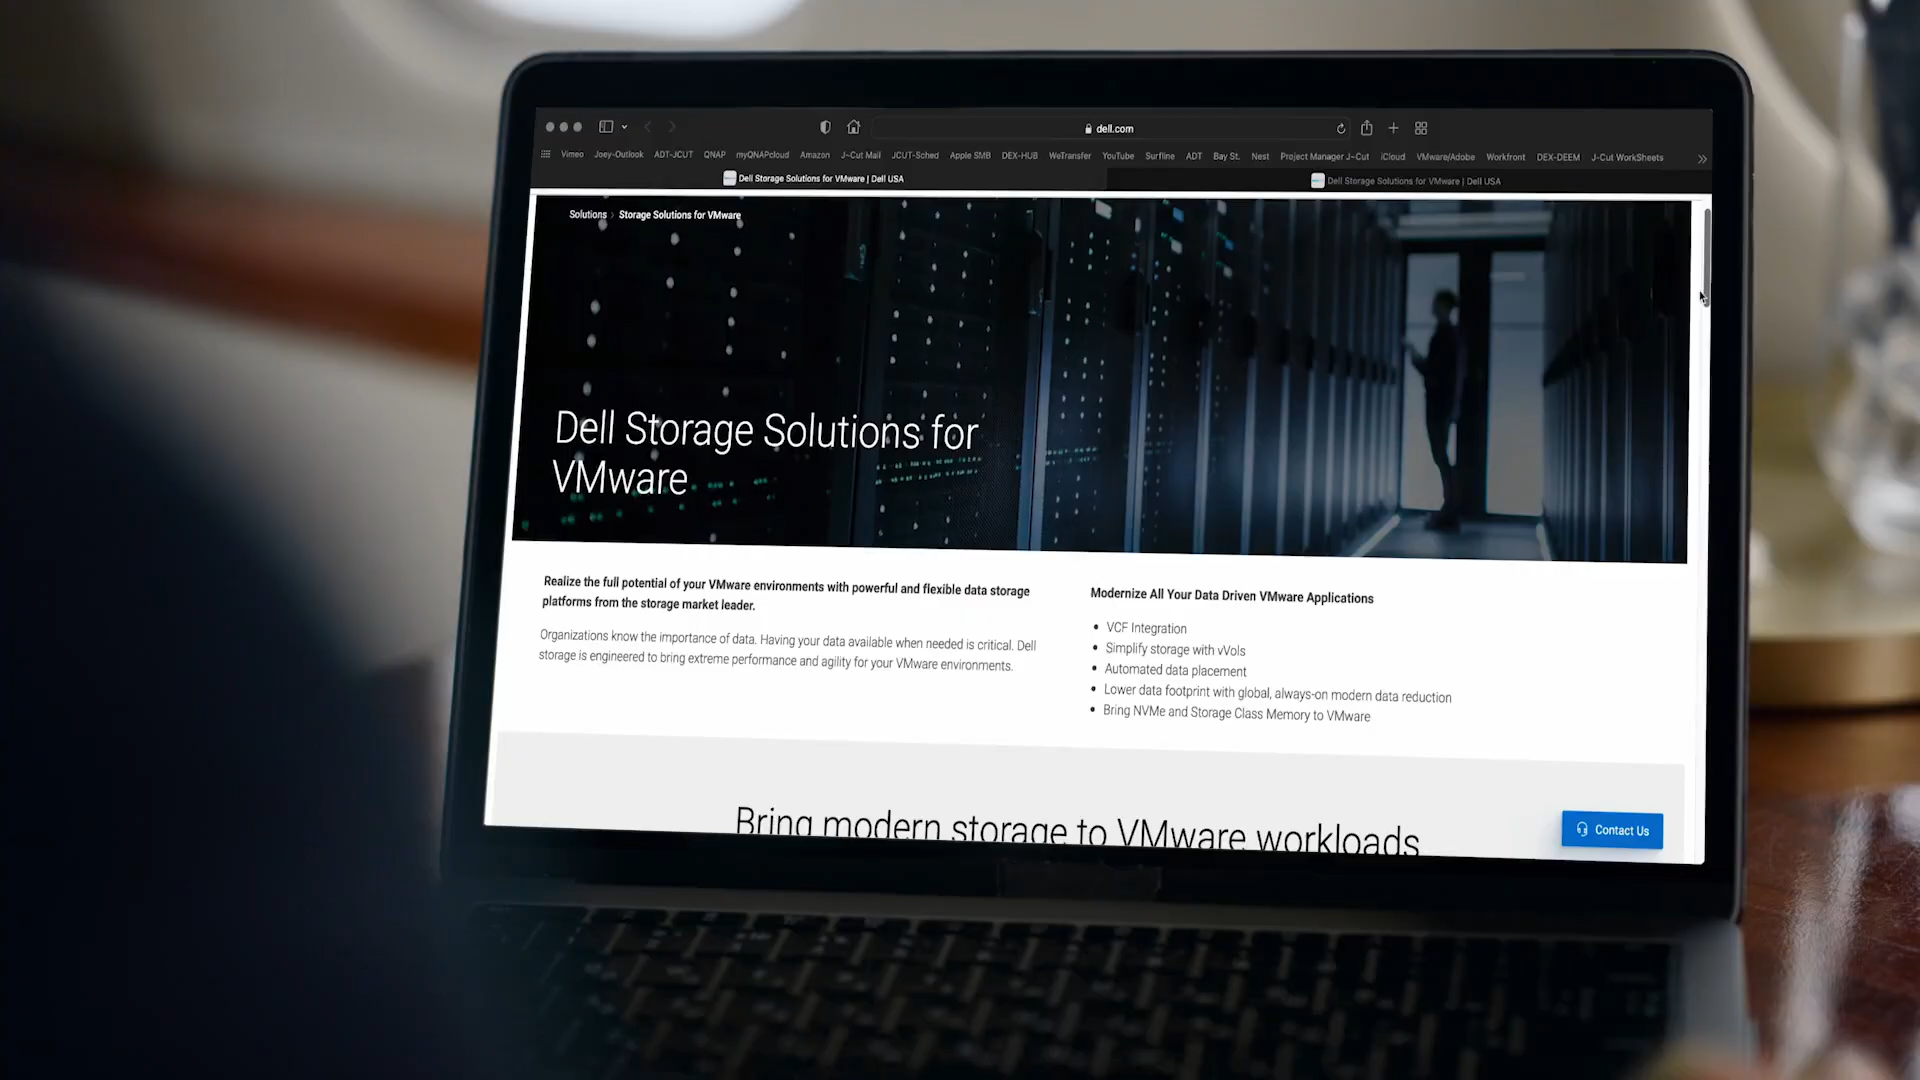 dell.com
Vimeo Joey-Outlook ADT-JCUT QNAP myQNAPcloud Amazon J-Cut Mail JCUT-Sched Apple SMB DEX-HUB WeTransfer YouTube Surfline ADT Bay St. Nest Project Manager J-Cut iCloud VMware/Adobe Workfront DEX-DEEM J-Cut WorkSheets
Dell Storage Solutions for VMware | Dell USA
Dell Storage Solutions for VMware | Dell USA
Solutions Storage Solutions for VMware
Dell Storage Solutions for
VMware
Realize the full potential of your VMware environments with powerful and flexible data storage
platforms from the storage market leader.
Organizations know the importance of data. Having your data available when needed is critical. Dell
storage is engineered to bring extreme performance and agility for your VMware environments.
Modernize All Your Data Driven VMware Applications
• VCF Integration
• Simplify storage with vVols
• Automated data placement
• Lower data footprint with global, always-on modern data reduction
• Bring NVMe and Storage Class Memory to VMware
Bring modern storage to VMware workloads
Contact Us